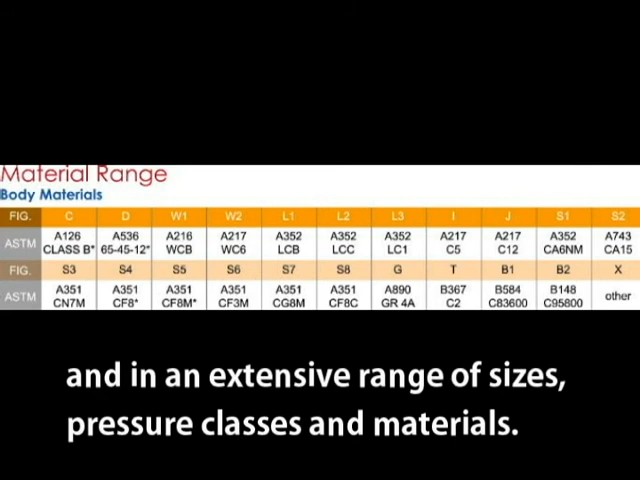 Material Range
Body Materials
FIG. C D W1 W2 L1 L2 L3 I J S1 S2
ASTM A126 CLASS B* A536 65-45-12* A216 WCB A217 WC6 A352 LCB A352 LCC A352 LC1 A217 C5 A217 C12 A352 CA6NM A743 CA15
FIG. S3 S4 S5 S6 S7 S8 G T B1 B2 X
ASTM A351 CN7M A351 CF8* A351 CF8M* A351 CF3M A351 CG8M A351 CF8C A890 GR 4A B367 C2 B584 C83600 B148 C95800 other
and in an extensive range of sizes,
pressure classes and materials.